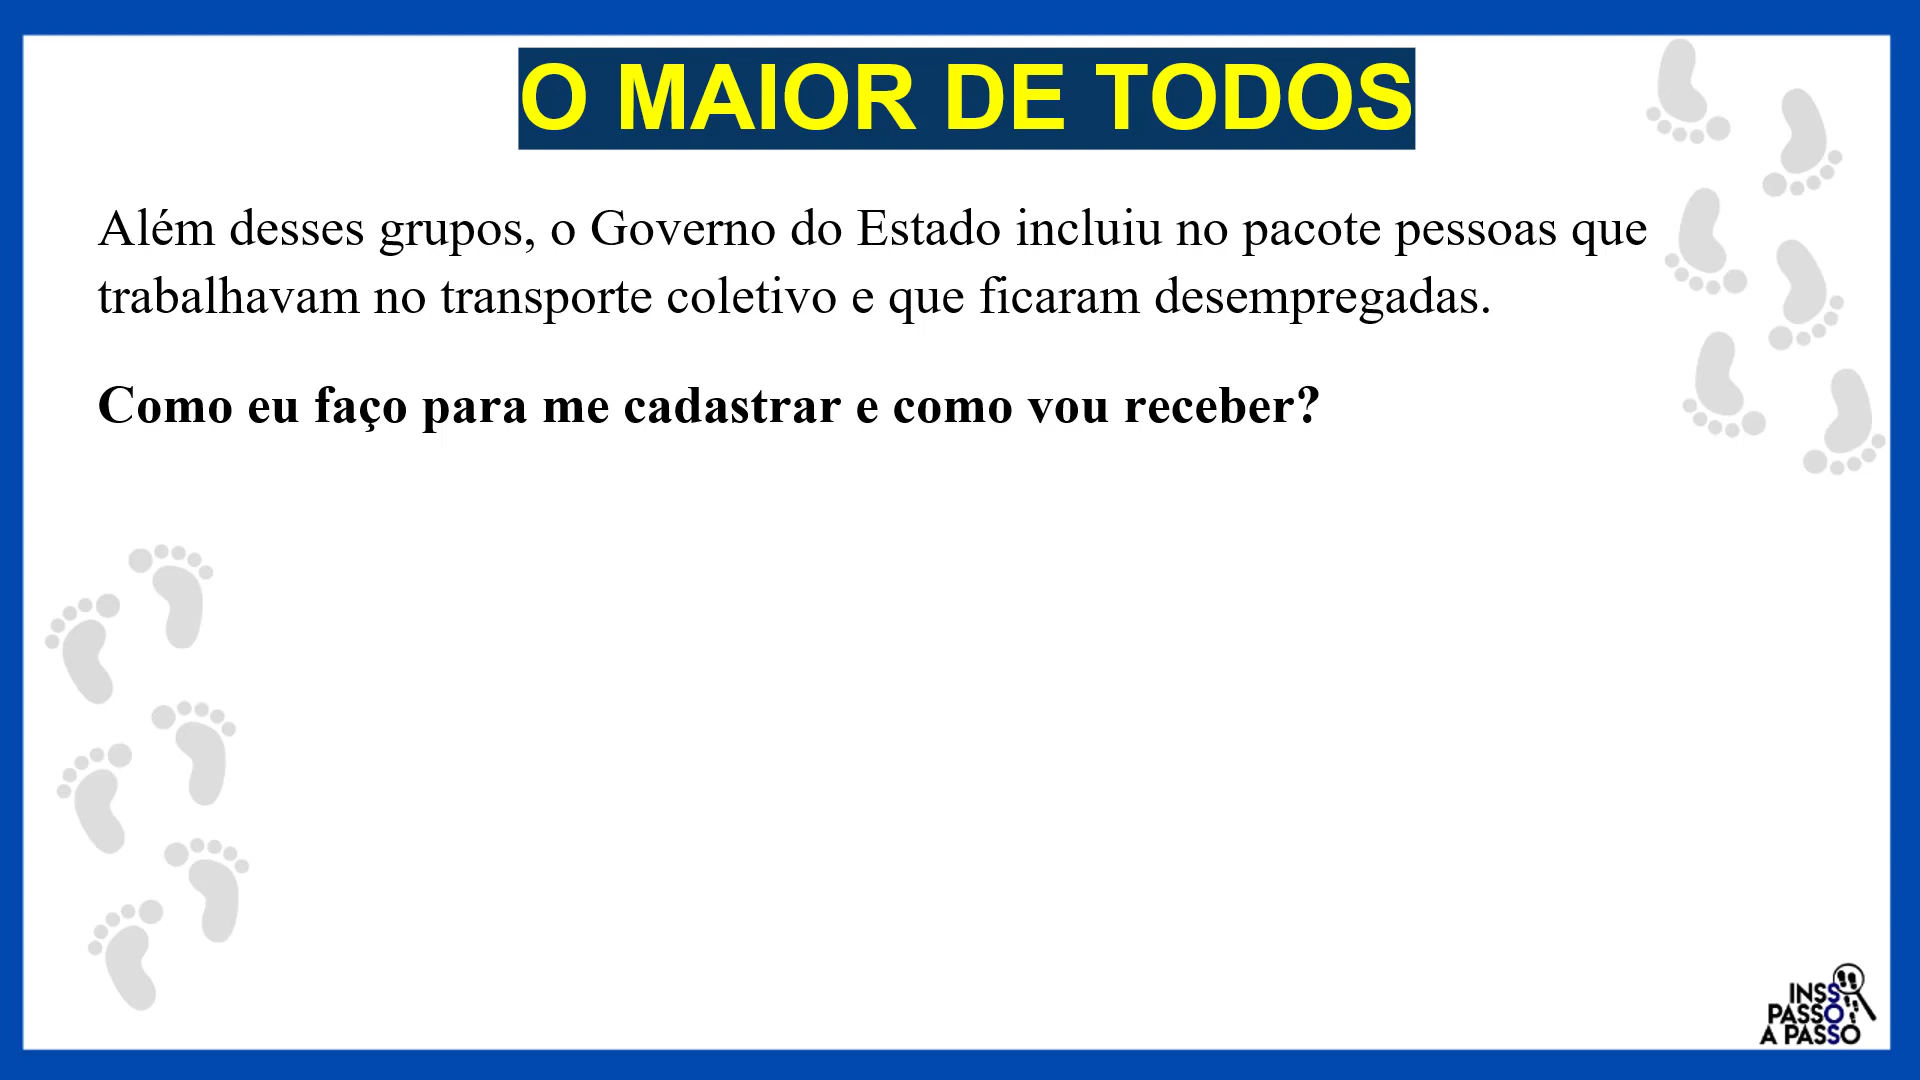 O MAIOR DE TODOS
Além desses grupos, o Governo do Estado incluiu no pacote pessoas que
trabalhavam no transporte coletivo e que ficaram desempregadas.
Como eu faço para me cadastrar e como vou receber?
INSS
PASSO
A PASSO